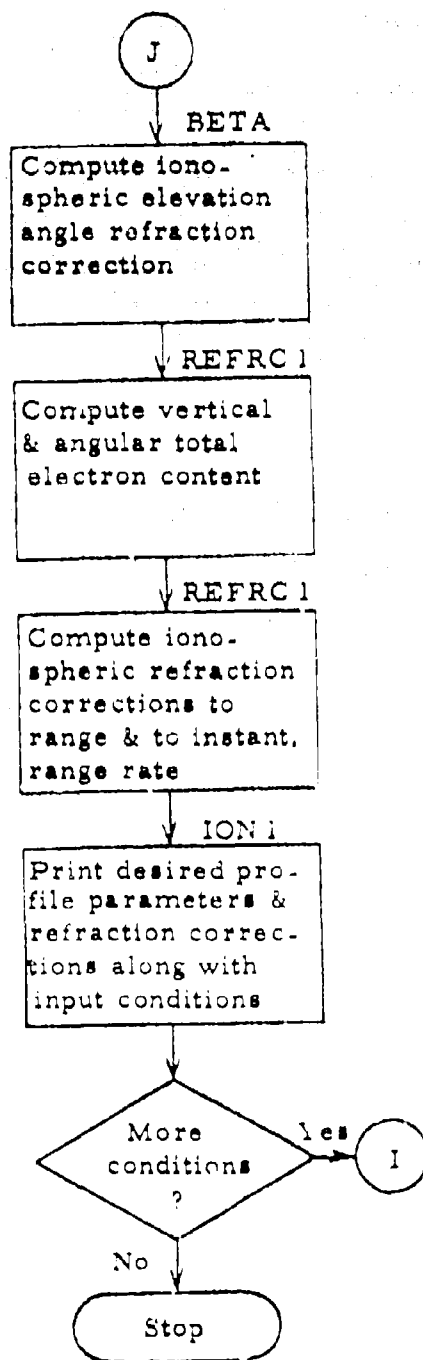 J
BETA
Compute iono-
spheric elevation
angle refraction
correction
REFRC 1
Compute vertical
& angular total
electron content
REFRC 1
Compute iono-
spheric refraction
corrections to
range & to instant.
range rate
ION 1
Print desired pro-
file parameters &
refraction correc-
tions along with
input conditions
More
conditions
?
Yes
I
No
Stop